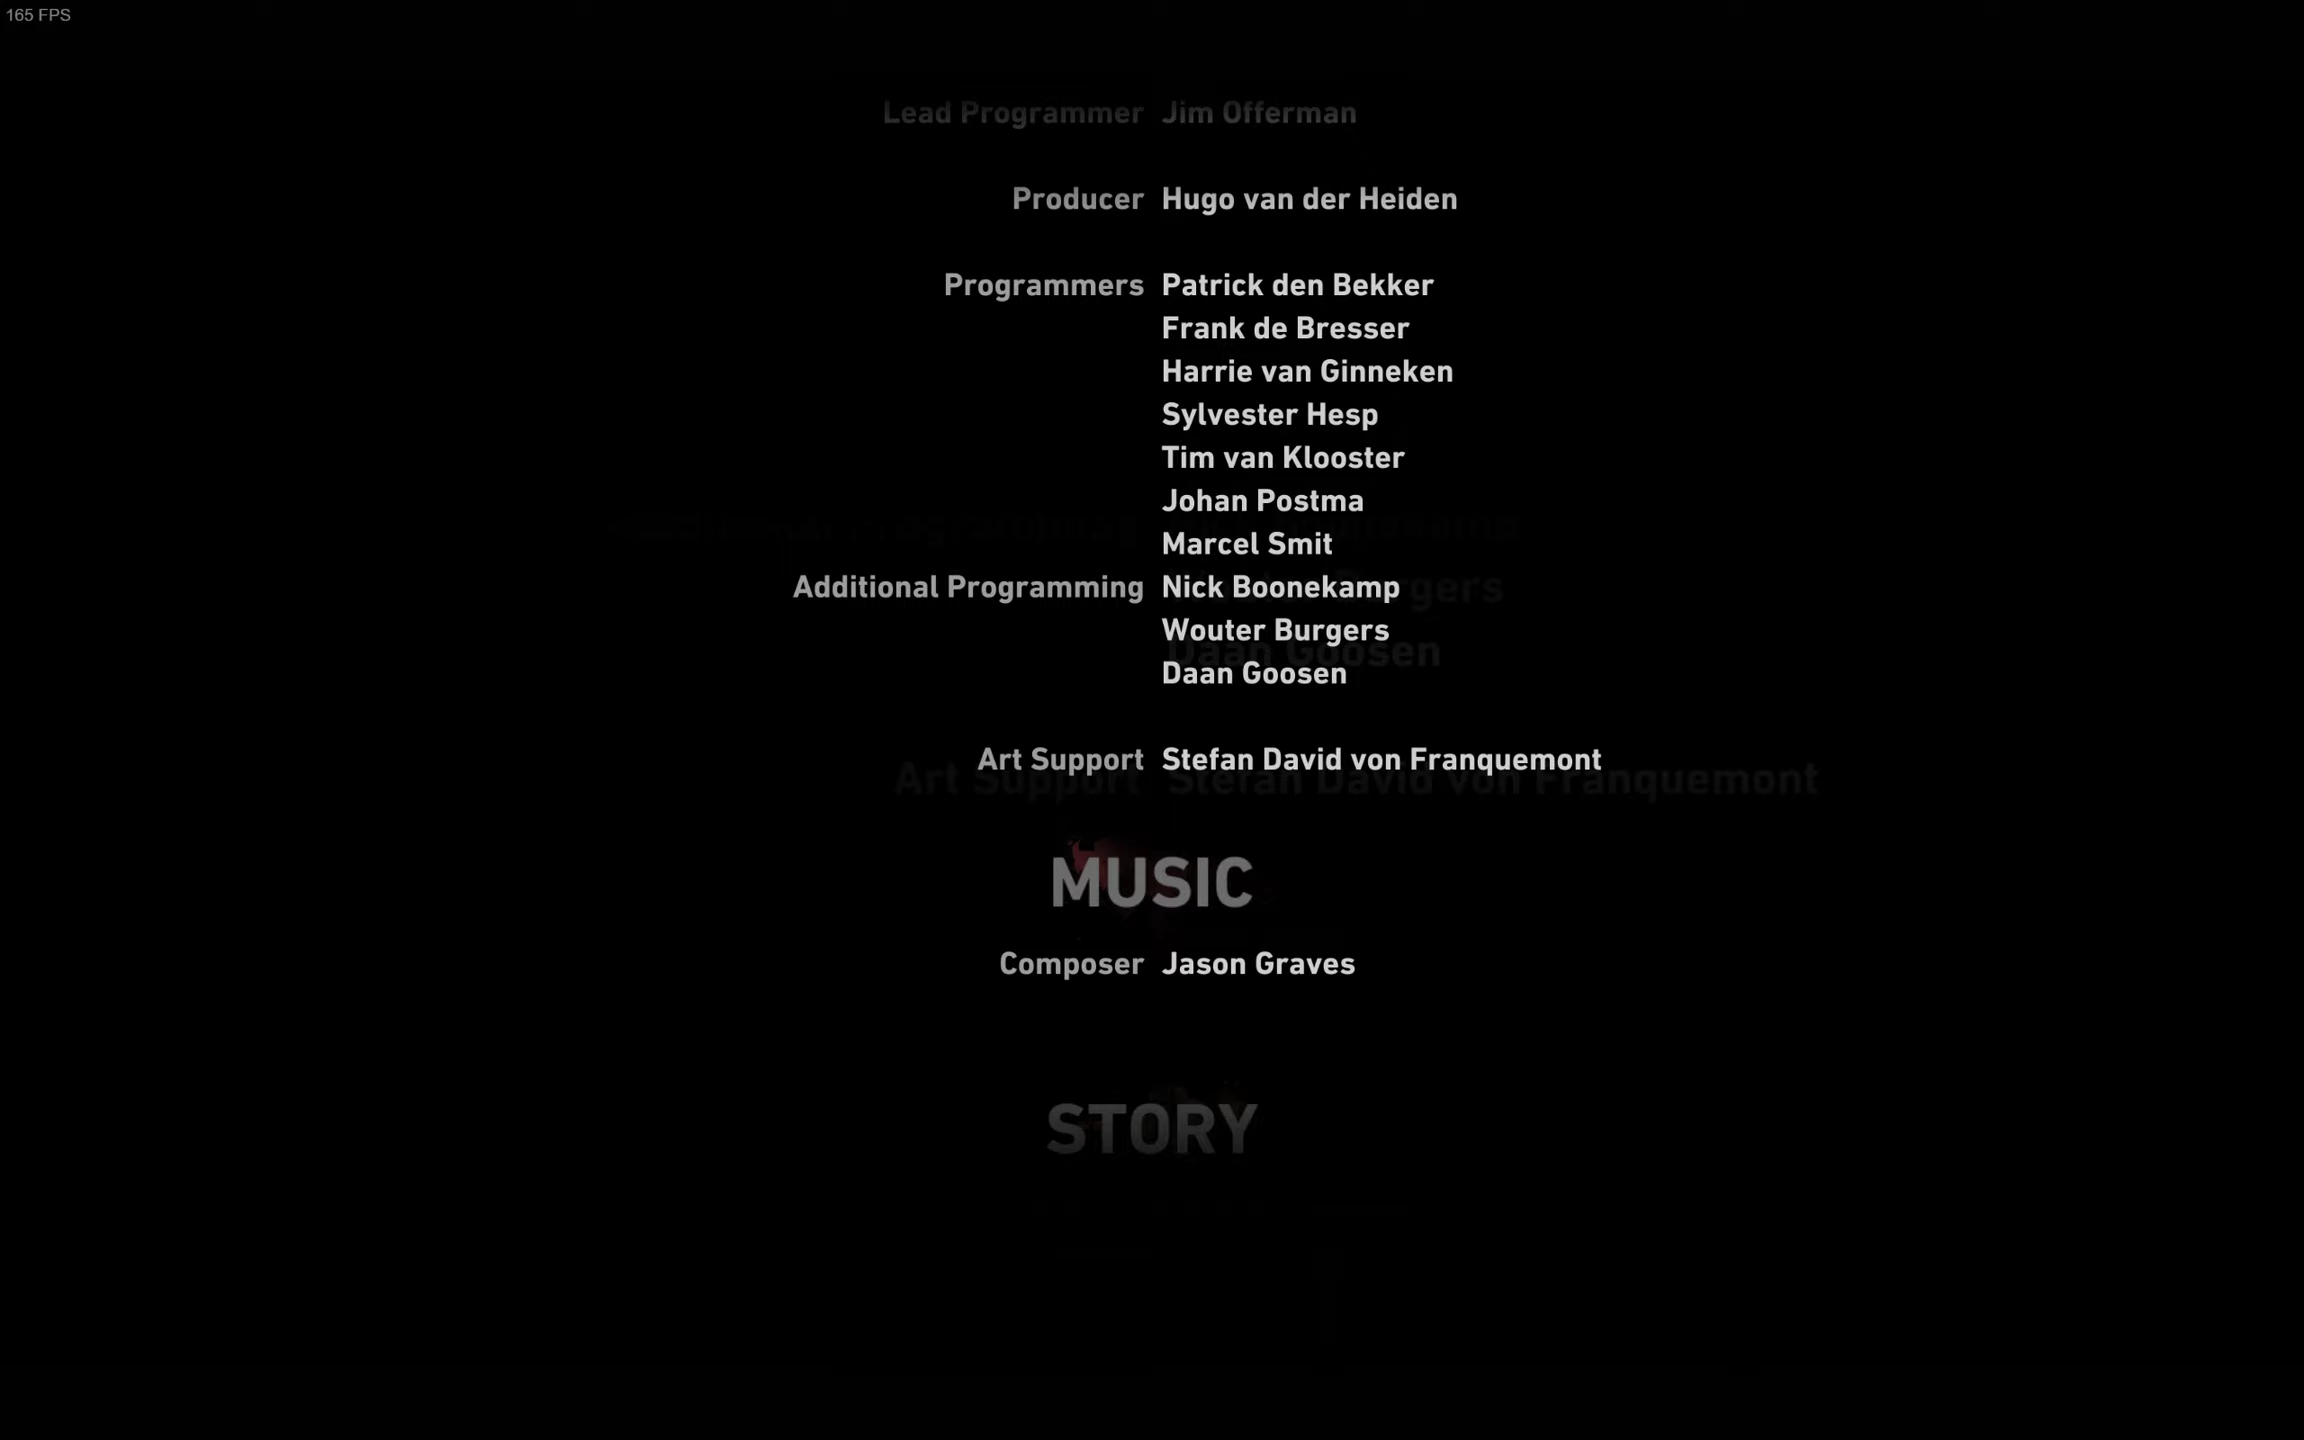 165 FPS
Lead Programmer Jim Offerman
Producer Hugo van der Heiden
Programmers Patrick den Bekker
Frank de Bresser
Harrie van Ginneken
Sylvester Hesp
Tim van Klooster
Johan Postma
Marcel Smit
Additional Programming Nick Boonekamp
Wouter Burgers
Daan Goosen
Art Support Stefan David von Franquemont
MUSIC
Composer Jason Graves
STORY